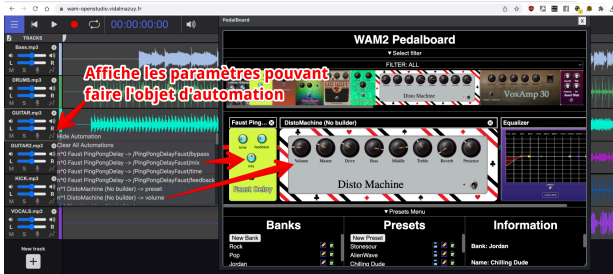 wam-openstudio.vidalmazuy.fr
00:00:00:00
TRACKS
Bass.mp3
DRUMS.mp3
GUITAR.mp3
GUITAR2.mp3
KICK.mp3
VOCALS.mp3
L
R
M
S
New track
Affiche les paramètres pouvant
faire l'objet d'automation
Hide Automation
Clear All Automations
n°0 Faust PingPongDelay -> /PingPongDelayFaust/bypass
n°0 Faust PingPongDelay -> /PingPongDelayFaust/mix
n°0 Faust PingPongDelay -> /PingPongDelayFaust/time
n°0 Faust PingPongDelay -> /PingPongDelayFaust/feedback
n°1 DistoMachine (No builder) -> preset
n°1 DistoMachine (No builder) -> volume
PedalBoard
X
WAM2 Pedalboard
▼ Select filter
FILTER: ALL
Disto Machine
VoxAmp 30
Faust Ping...
time
feedback
mix
Faust Delay
DistoMachine (No builder)
Volume Master Drive Bass Middle Treble Reverb Presence
Disto Machine
Equalizer
▼ Presets Menu
Banks
New Bank
Rock
Pop
Jordan
Presets
New Preset
Stonesour
AlienWave
Chilling Dude
Information
Bank: Jordan
Name: Chilling Dude